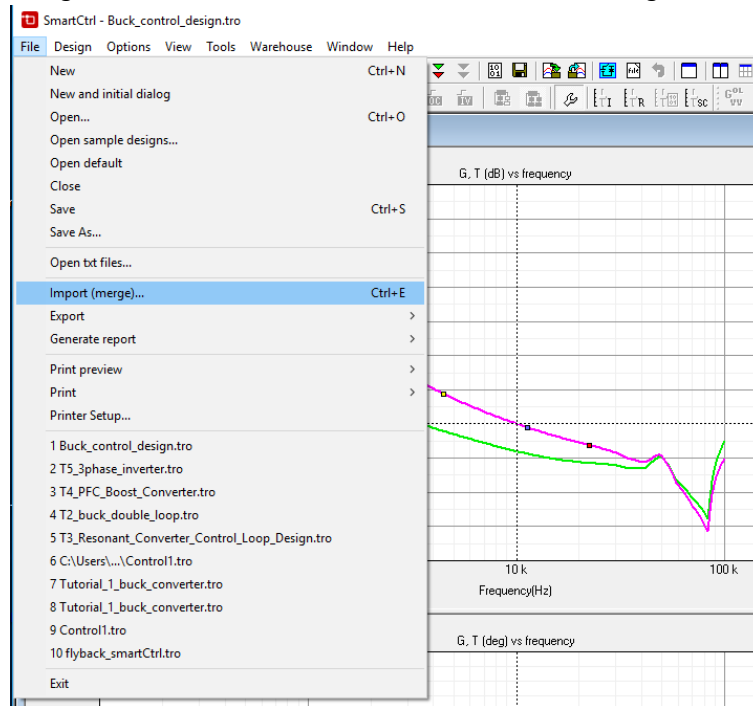 SmartCtrl - Buck_control_design.tro
File Design Options View Tools Warehouse Window Help
New Ctrl+N
New and initial dialog
Open... Ctrl+O
Open sample designs...
Open default
Close
Save Ctrl+S
Save As...
Open txt files...
Import (merge)... Ctrl+E
Export
Generate report
Print preview
Print
Printer Setup...
1 Buck_control_design.tro
2 T5_3phase_inverter.tro
3 T4_PFC_Boost_Converter.tro
4 T2_buck_double_loop.tro
5 T3_Resonant_Converter_Control_Loop_Design.tro
6 C:\Users\...\Control1.tro
7 Tutorial_1_buck_converter.tro
8 Tutorial_1_buck_converter.tro
9 Control1.tro
10 flyback_smartCtrl.tro
Exit
G, T (dB) vs frequency
10 k 100 k
Frequency(Hz)
G, T (deg) vs frequency